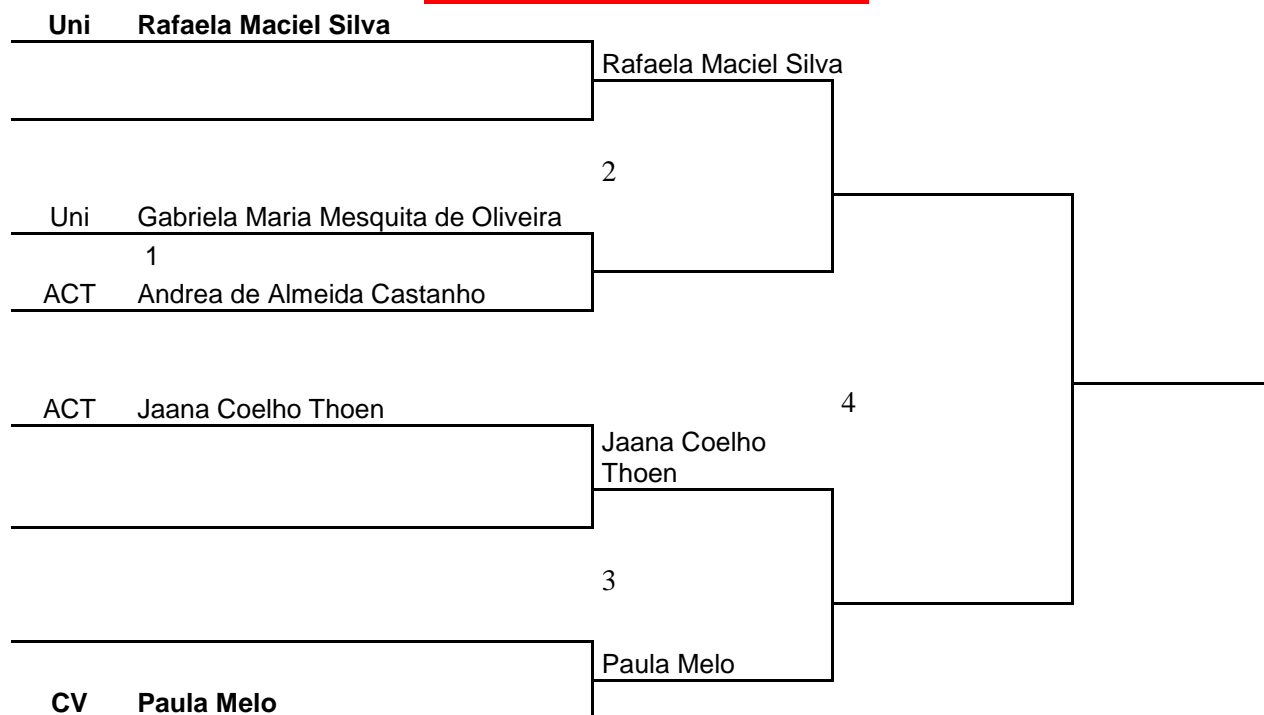 Uni Rafaela Maciel Silva
Rafaela Maciel Silva
2
Uni Gabriela Maria Mesquita de Oliveira
1
ACT Andrea de Almeida Castanho
ACT Jaana Coelho Thoen
4
Jaana Coelho
Thoen
3
Paula Melo
CV Paula Melo